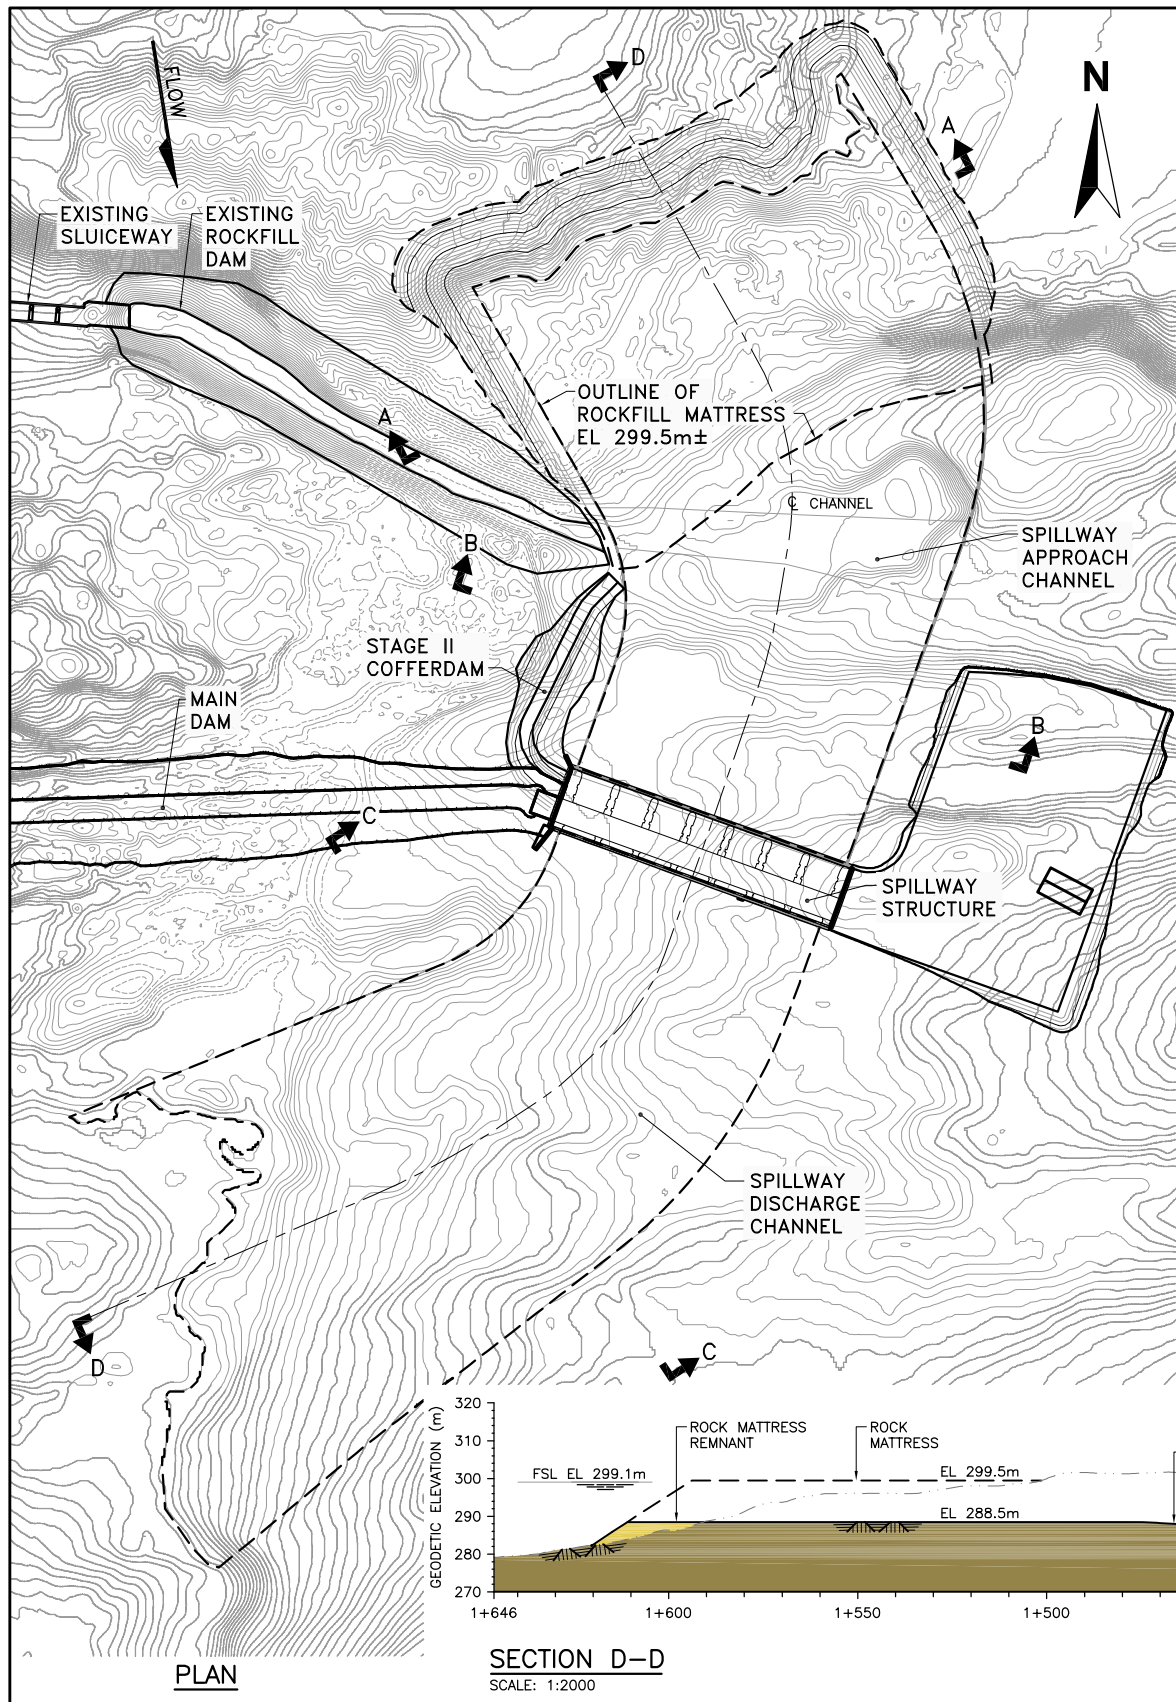 D
FLOW
N
A
EXISTING
SLUICEWAY
EXISTING
ROCKFILL
DAM
OUTLINE OF
ROCKFILL MATTRESS
EL 299.5m±
A
℄ CHANNEL
SPILLWAY
APPROACH
CHANNEL
B
STAGE II
COFFERDAM
MAIN
DAM
B
C
SPILLWAY
STRUCTURE
SPILLWAY
DISCHARGE
CHANNEL
D
C
GEODETIC ELEVATION (m)
320
310
300
290
280
270
ROCK MATTRESS
REMNANT
ROCK
MATTRESS
FSL EL 299.1m
EL 299.5m
EL 288.5m
1+646
1+600
1+550
1+500
PLAN
SECTION D-D
SCALE: 1:2000